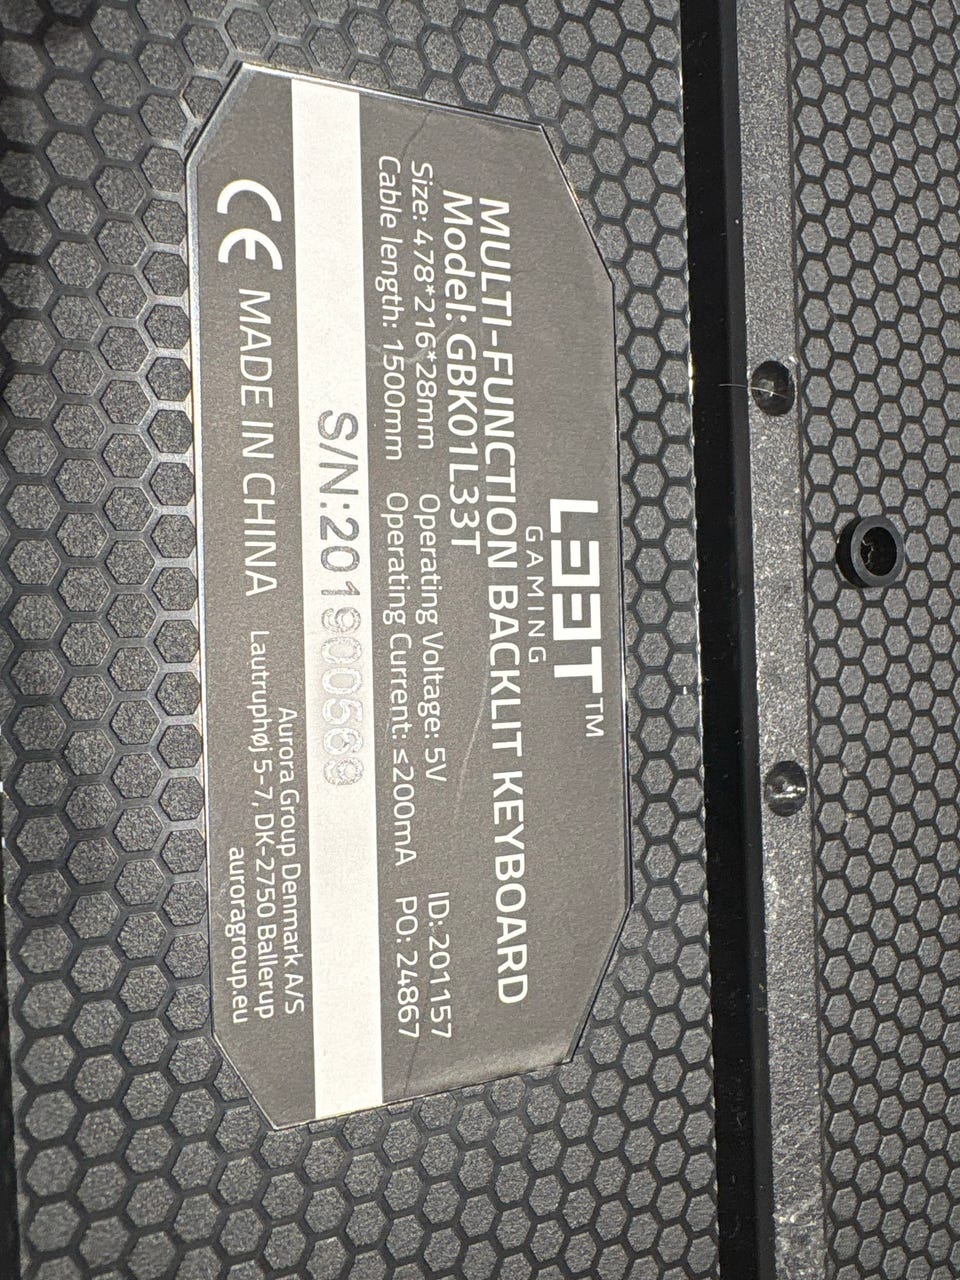 L33T™
GAMING
MULTI-FUNCTION BACKLIT KEYBOARD
Model: GBK01L33T
Size: 478*216*28mm Operating Voltage: 5V ID: 201157
Cable length: 1500mm Operating Current: ≤200mA PO: 24867
S/N:201900569
CE MADE IN CHINA
Aurora Group Denmark A/S
Lautruphøj 5-7, DK-2750 Ballerup
auroragroup.eu